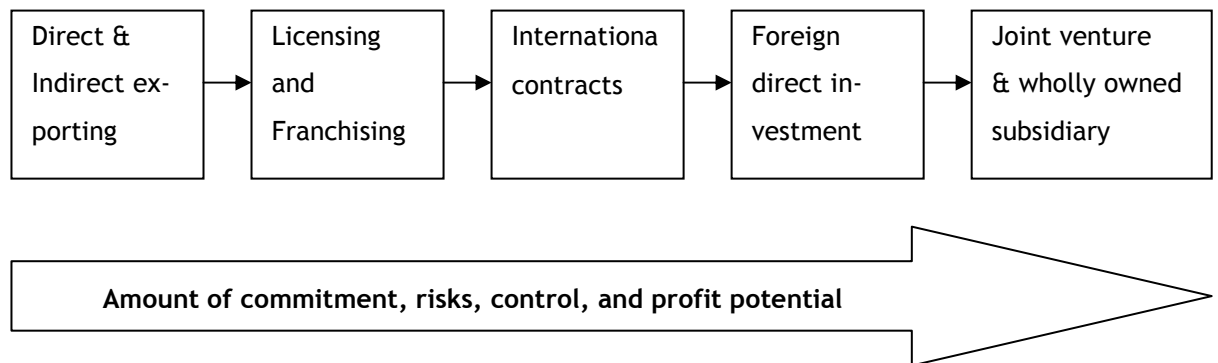 Direct &
Indirect ex-
porting
Licensing
and
Franchising
Internationa
contracts
Foreign
direct in-
vestment
Joint venture
& wholly owned
subsidiary
Amount of commitment, risks, control, and profit potential